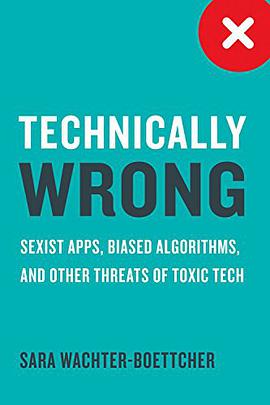 TECHNICALLY
WRONG
SEXIST APPS, BIASED ALGORITHMS,
AND OTHER THREATS OF TOXIC TECH
SARA WACHTER-BOETTCHER